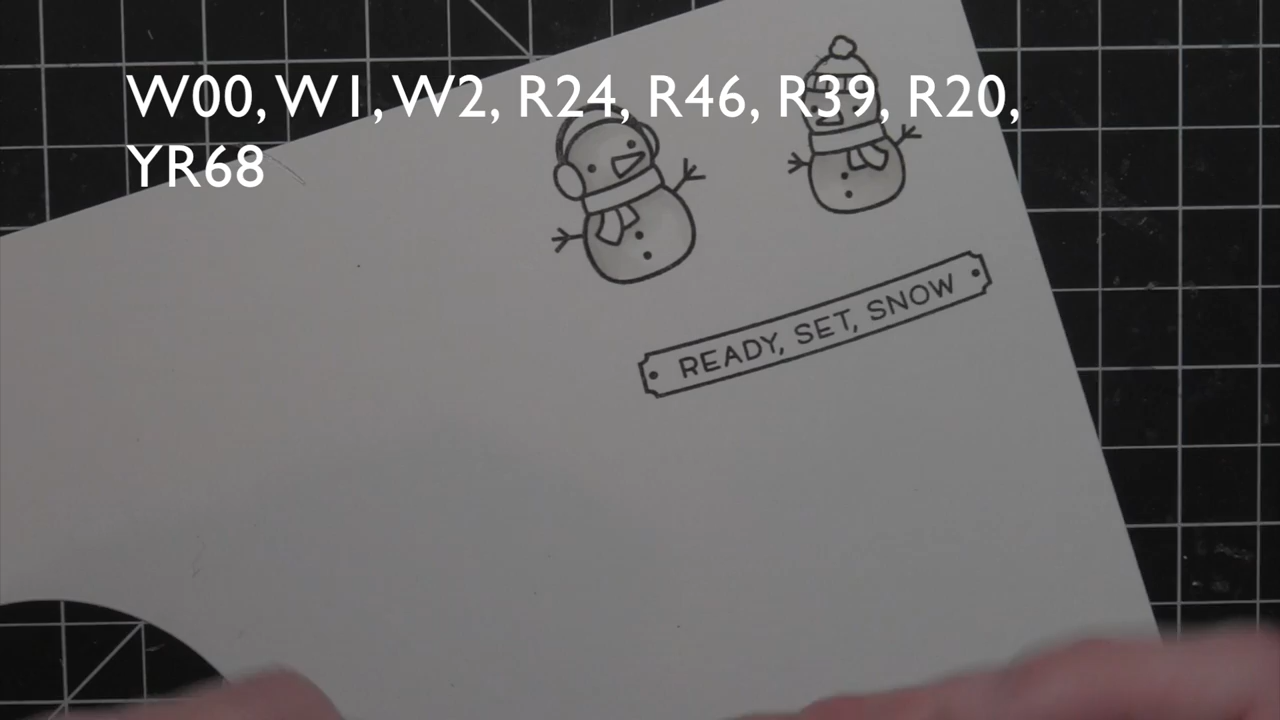 W00, W1, W2, R24, R46, R39, R20,
YR68
READY, SET, SNOW